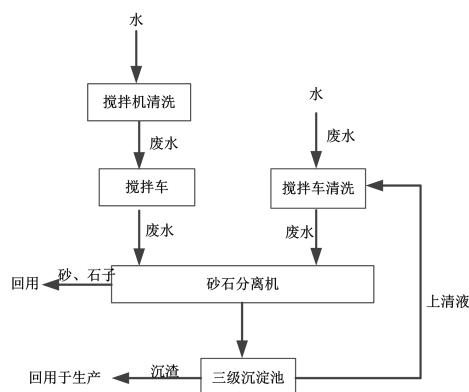 水
搅拌机清洗
水
废水
废水
搅拌车
搅拌车清洗
废水
废水
砂、石子
回用
砂石分离机
上清液
沉渣
回用于生产
三级沉淀池